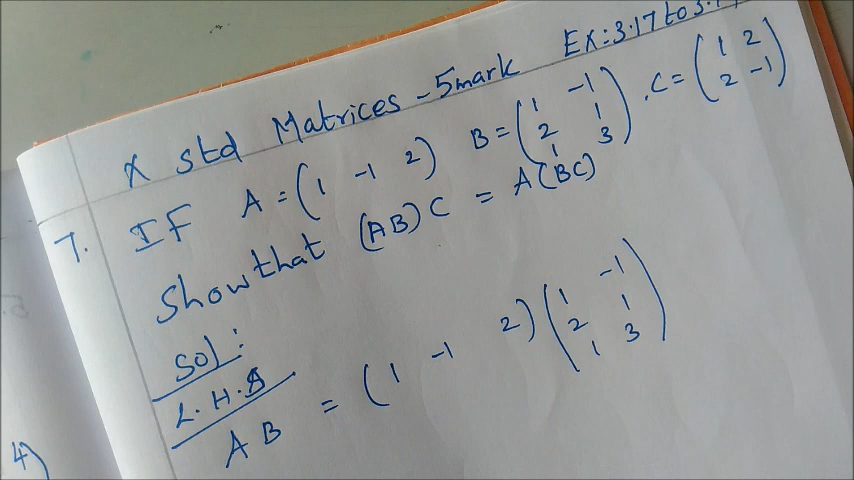 X std Matrices - 5mark Ex: 3.17 to 3.
7. If A = (1 -1 2) B = (1 -1 2 1 1 3) , C = (1 2 2 -1)
Show that (AB)C = A(BC)
Sol:
L.H.S
AB = (1 -1 2) (1 -1 2 1 1 3)
4)